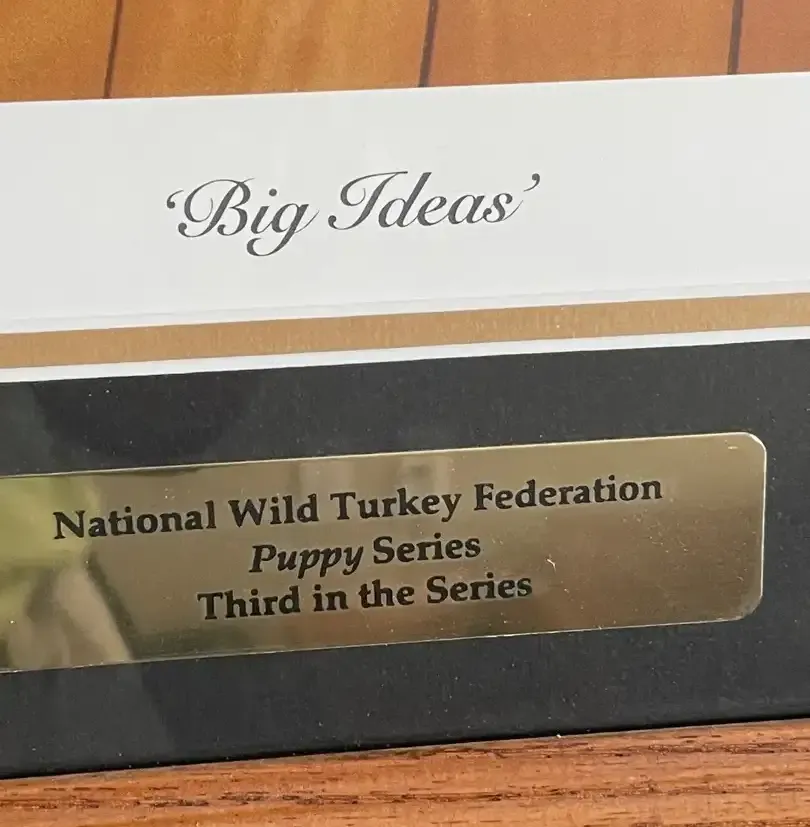 ‘Big Ideas’
National Wild Turkey Federation
Puppy Series
Third in the Series